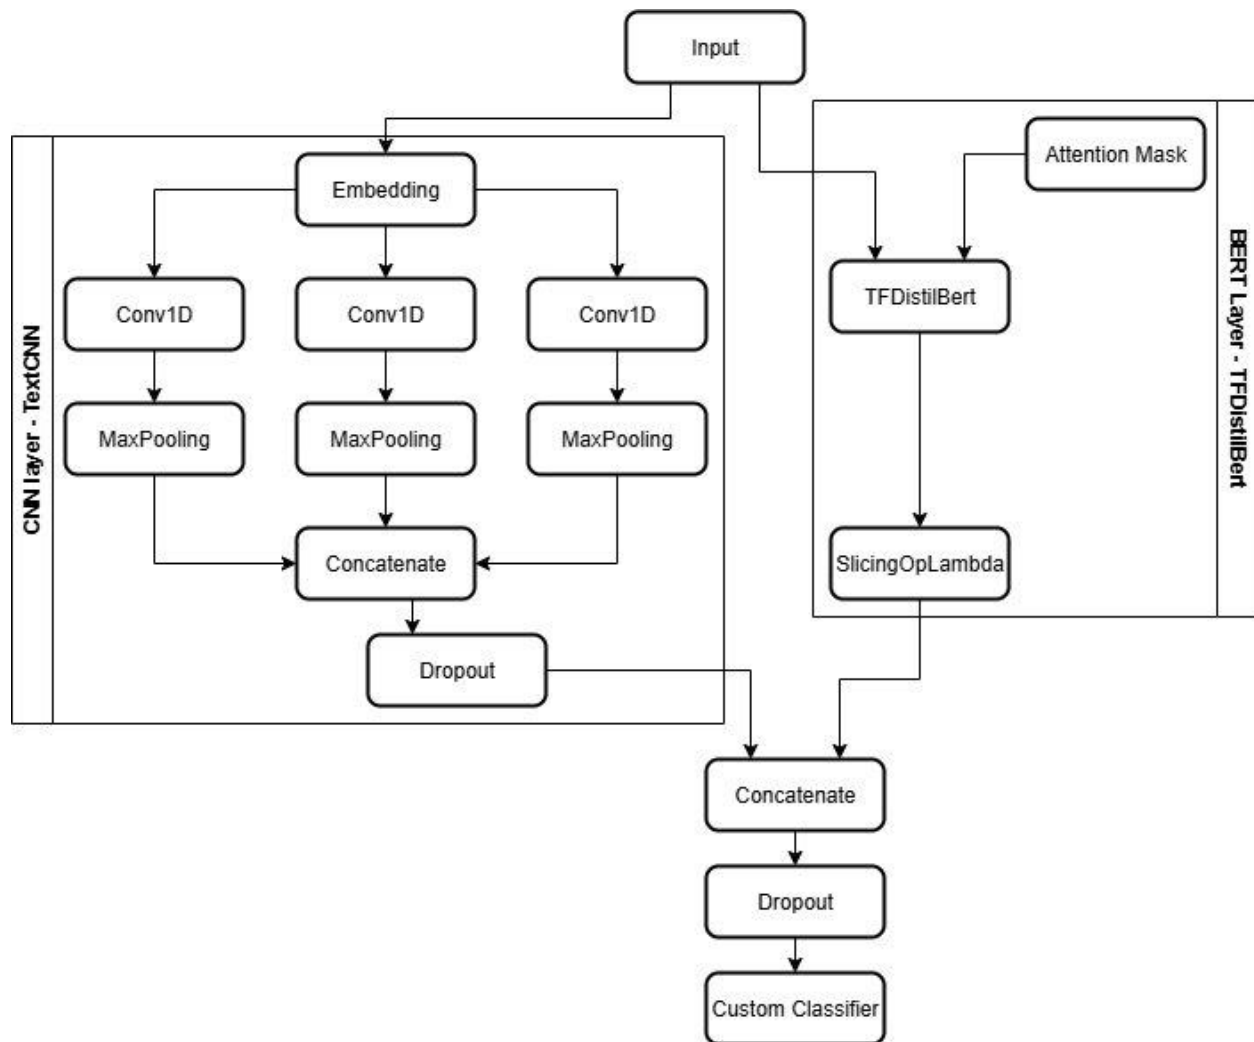 Input
CNN layer - TextCNN
Embedding
Conv1D
Conv1D
Conv1D
MaxPooling
MaxPooling
MaxPooling
Concatenate
Dropout
BERT Layer - TFDistilBert
Attention Mask
TFDistilBert
SlicingOpLambda
Concatenate
Dropout
Custom Classifier